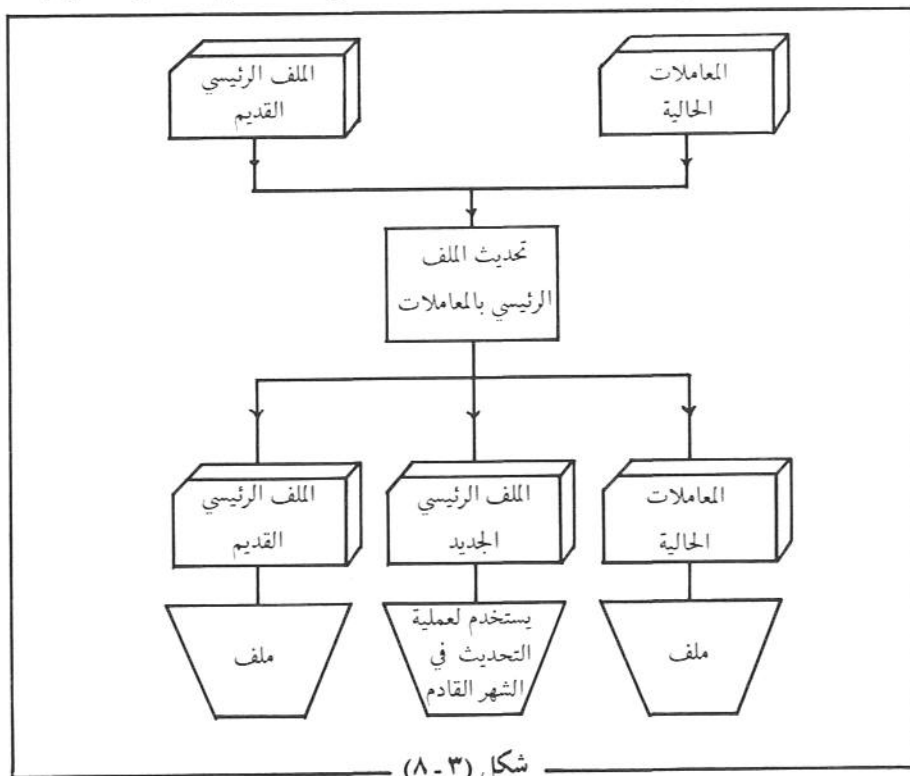 الملف الرئيسي
القديم
المعاملات
الحالية
تحديث الملف
الرئيسي بالمعاملات
الملف الرئيسي
القديم
الملف الرئيسي
الجديد
المعاملات
الحالية
ملف
يستخدم لعملية
التحديث في
الشهر القادم
ملف
شكل (٣ - ٨)